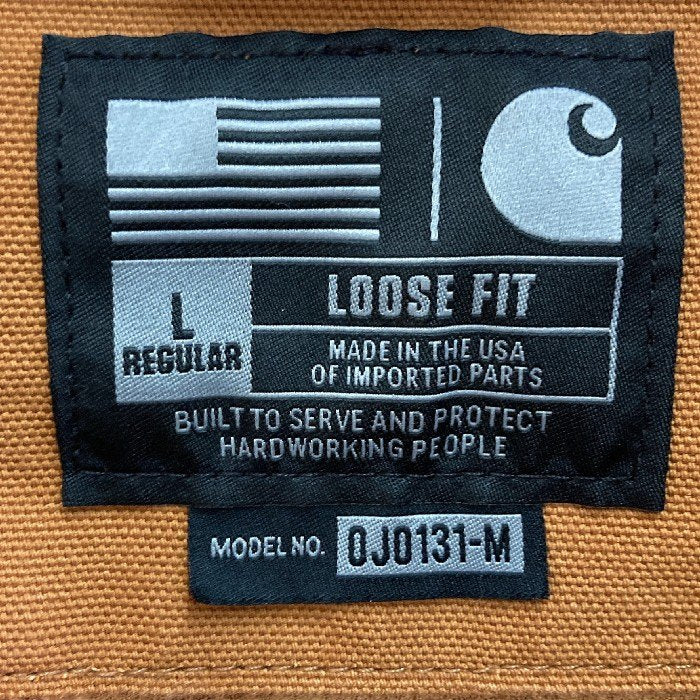 L
REGULAR
LOOSE FIT
MADE IN THE USA
OF IMPORTED PARTS
BUILT TO SERVE AND PROTECT
HARDWORKING PEOPLE
MODEL NO. 0J0131-M